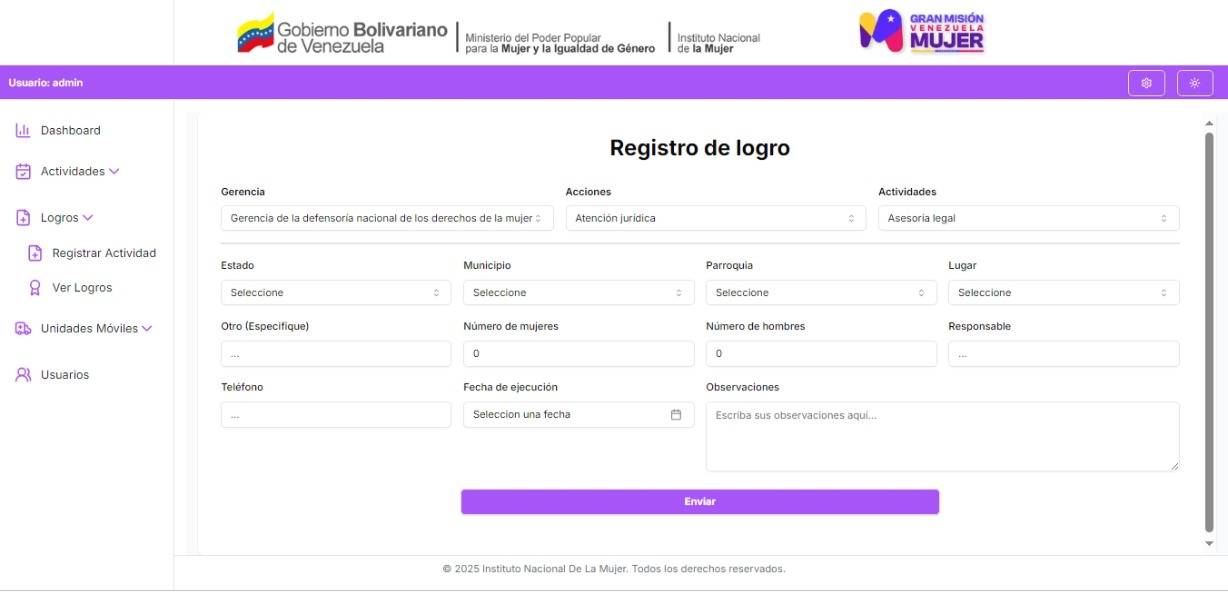 Gobierno Bolivariano
de Venezuela
Ministerio del Poder Popular
para la Mujer y la Igualdad de Género
Instituto Nacional
de la Mujer
GRAN MISIÓN
VENEZUELA
MUJER
Usuario: admin
Dashboard
Actividades
Logros
Registrar Actividad
Ver Logros
Unidades Móviles
Usuarios
Registro de logro
Gerencia
Acciones
Actividades
Gerencia de la defensoría nacional de los derechos de la mujer
Atención jurídica
Asesoría legal
Estado
Municipio
Parroquia
Lugar
Seleccione
Seleccione
Seleccione
Seleccione
Otro (Especifique)
Número de mujeres
Número de hombres
Responsable
...
0
0
...
Teléfono
Fecha de ejecución
Observaciones
...
Seleccion una fecha
Escriba sus observaciones aquí...
Enviar
© 2025 Instituto Nacional De La Mujer. Todos los derechos reservados.